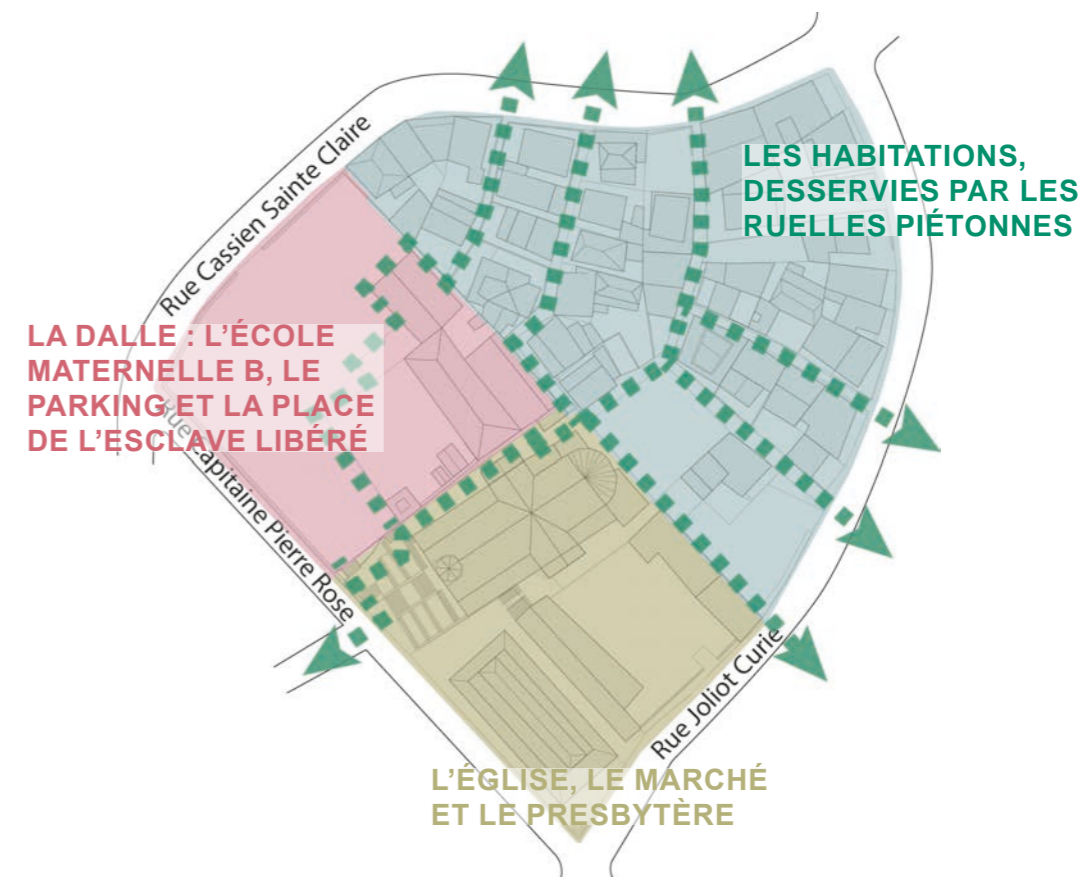 Rue Cassien Sainte Claire
LES HABITATIONS,
DESSERVIES PAR LES
RUELLES PIÉTONNES
LA DALLE : L’ÉCOLE
MATERNELLE B, LE
PARKING ET LA PLACE
DE L’ESCLAVE LIBÉRÉ
Rue Capitaine Pierre Rose
Rue Joliot Curie
L’ÉGLISE, LE MARCHÉ
ET LE PRESBYTÈRE